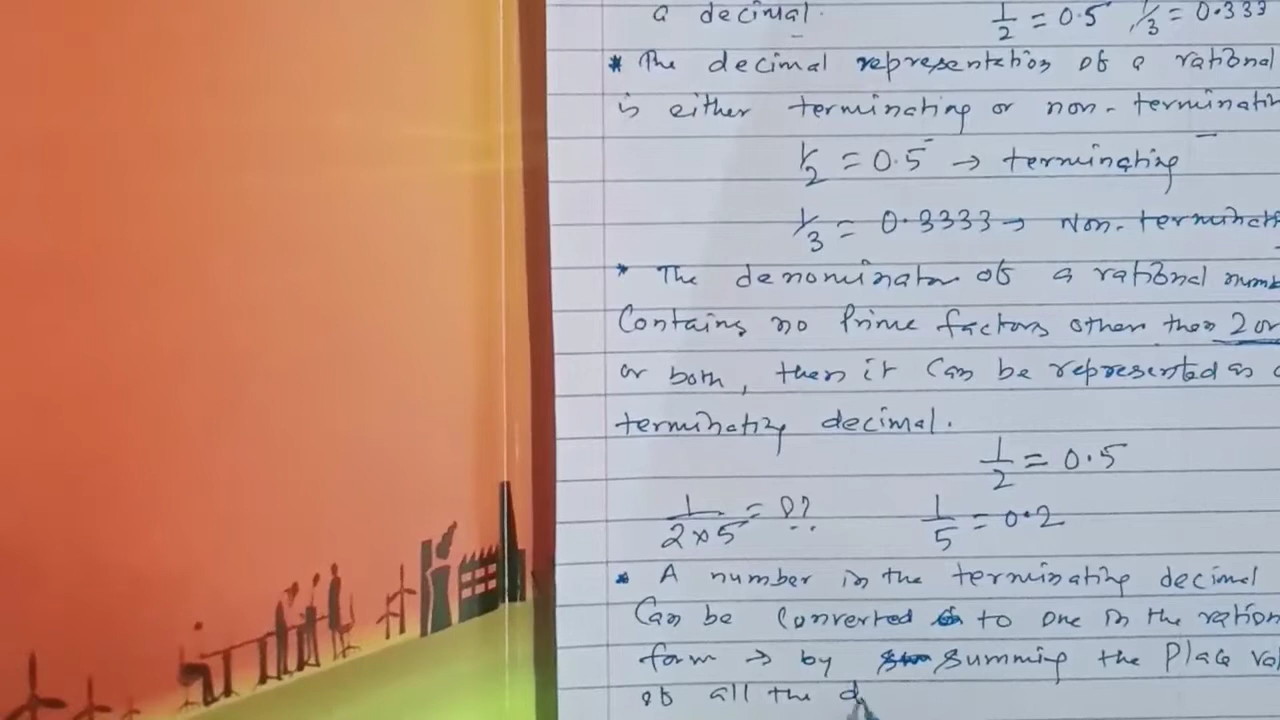 a decimal. 1/2 = 0.5, 1/3 = 0.333
* The decimal representation of a rational
is either terminating or non-terminatin
1/2 = 0.5 → terminating
1/3 = 0.3333 → Non-terminat
* The denominator of a rational numb
Contains no Prime factors other then 2 or
or both, then it can be represented as
terminating decimal.
1/2 = 0.5
1/(2×5) = ?? 1/5 = 0.2
* A number in the terminating decimal
Can be Converted to one in the ration
form → by summing the Place va
of all the d